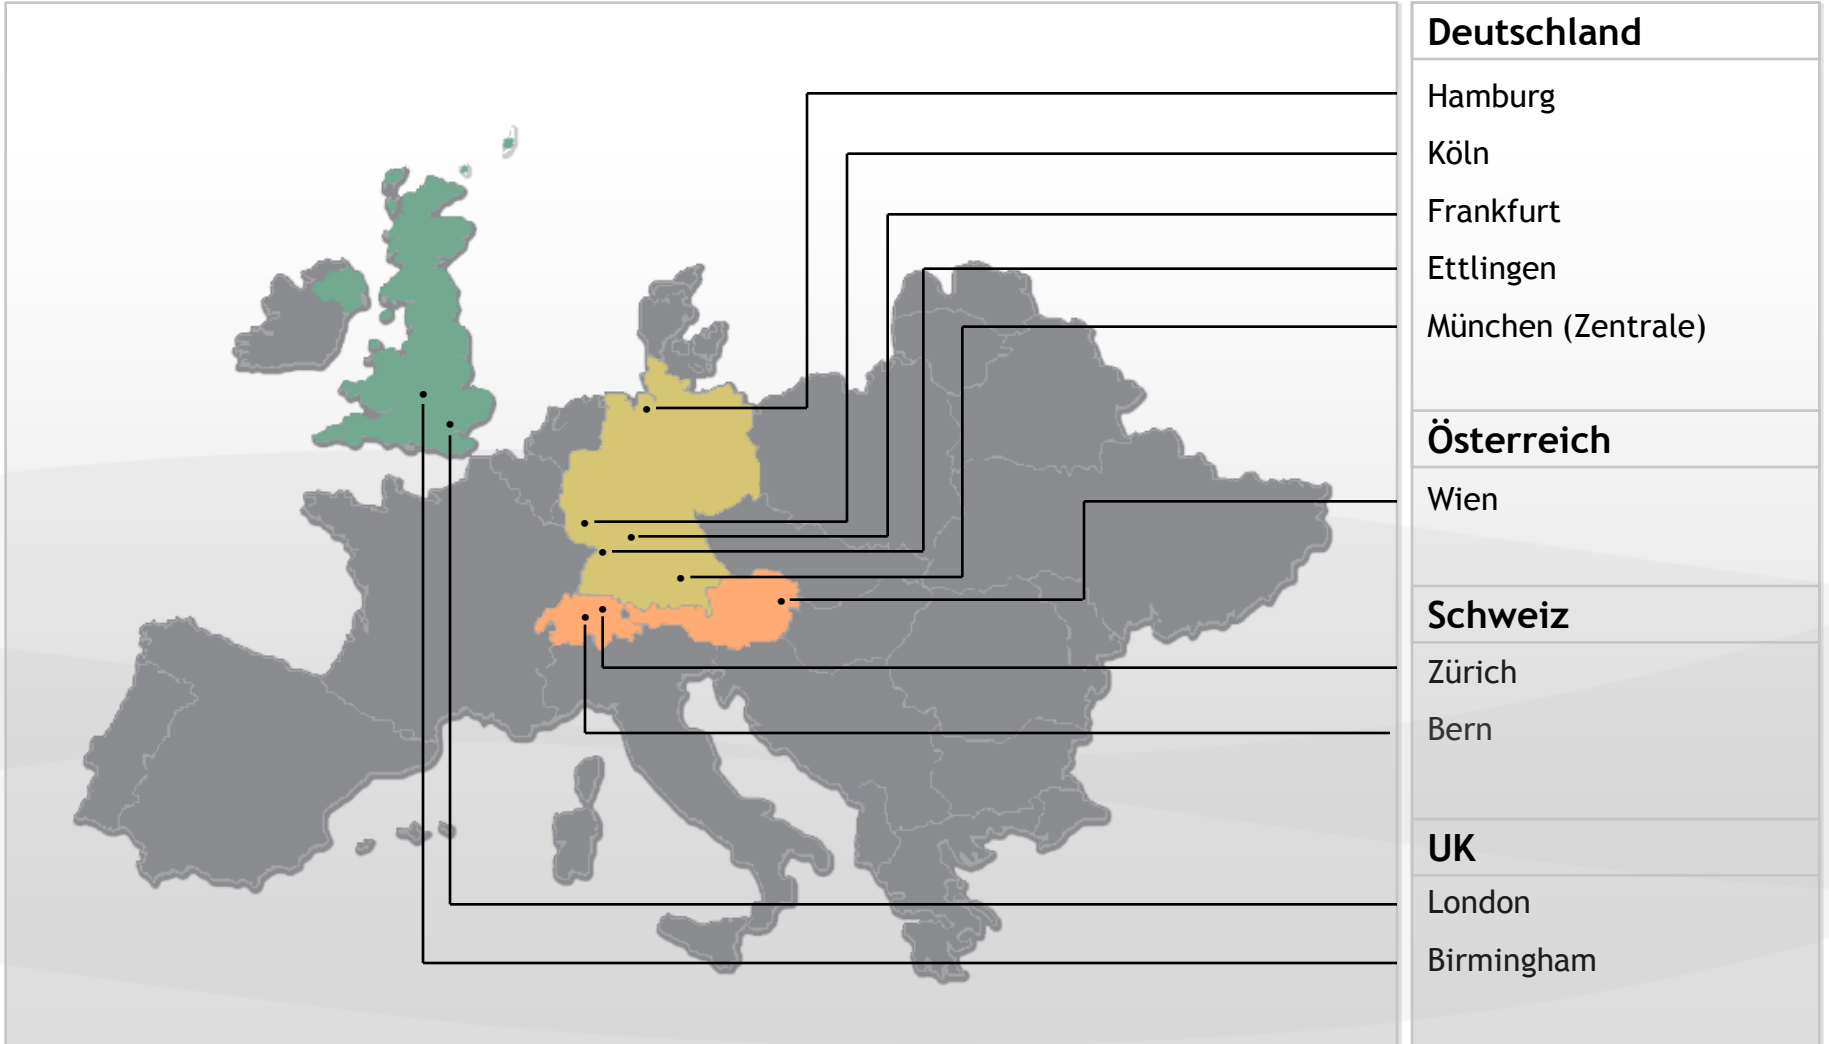 Deutschland
Hamburg
Köln
Frankfurt
Ettlingen
München (Zentrale)
Österreich
Wien
Schweiz
Zürich
Bern
UK
London
Birmingham